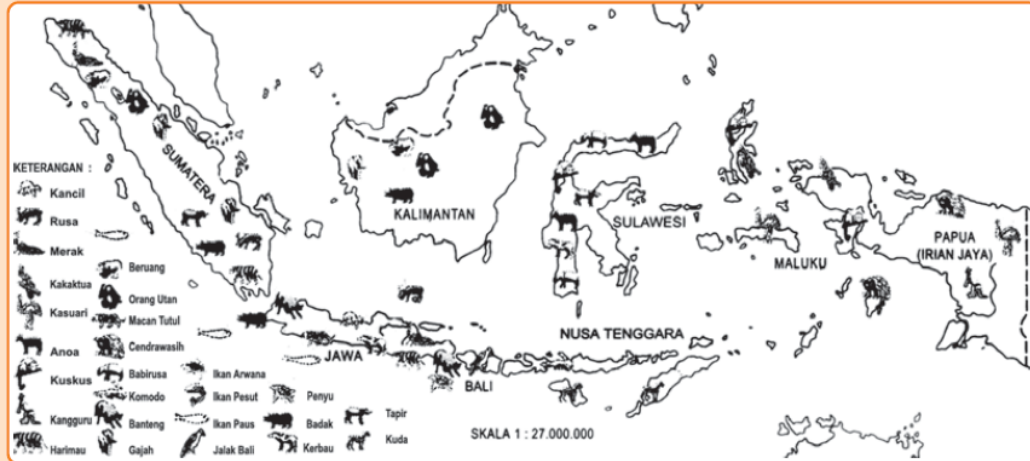 KETERANGAN :
Kancil
Rusa
Merak
Kakaktua
Kasuari
Anoa
Kuskus
Kangguru
Harimau
Beruang
Orang Utan
Macan Tutul
Cendrawasih
Babirusa
Komodo
Banteng
Gajah
Ikan Arwana
Ikan Pesut
Ikan Paus
Jalak Bali
Penyu
Badak
Kerbau
Tapir
Kuda
SUMATERA
KALIMANTAN
SULAWESI
MALUKU
PAPUA
(IRIAN JAYA)
JAWA
BALI
NUSA TENGGARA
SKALA 1 : 27.000.000